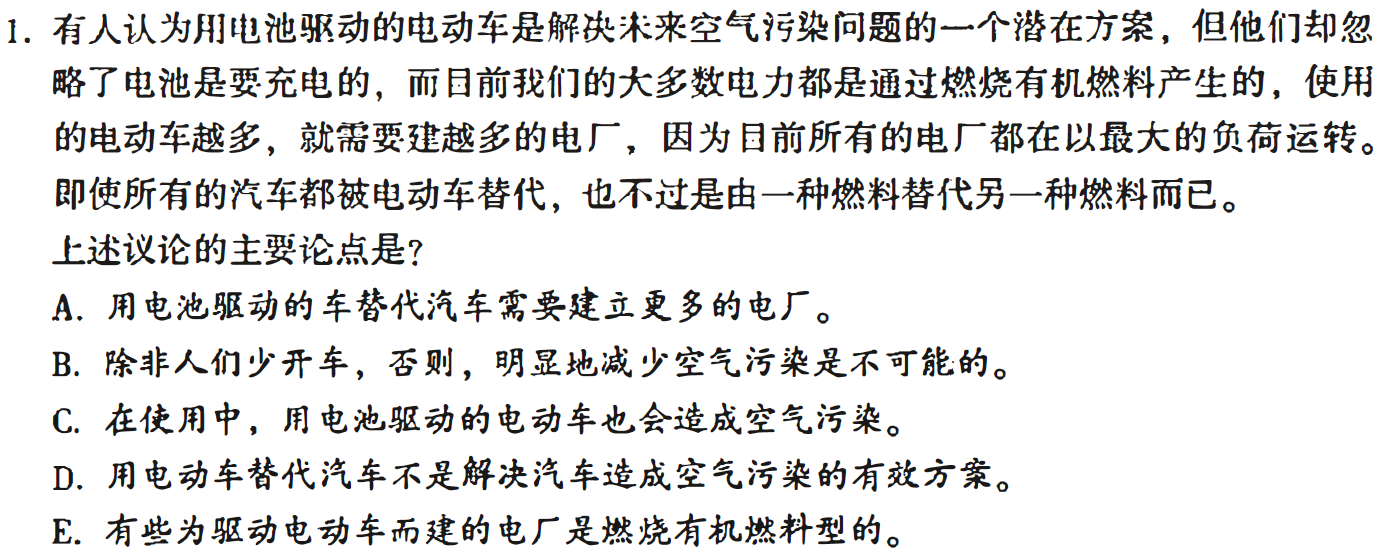 1. 有人认为用电池驱动的电动车是解决未来空气污染问题的一个潜在方案，但他们却忽
略了电池是要充电的，而目前我们的大多数电力都是通过燃烧有机燃料产生的，使用
的电动车越多，就需要建越多的电厂，因为目前所有的电厂都在以最大的负荷运转。
即使所有的汽车都被电动车替代，也不过是由一种燃料替代另一种燃料而已。
上述议论的主要论点是？
A. 用电池驱动的车替代汽车需要建立更多的电厂。
B. 除非人们少开车，否则，明显地减少空气污染是不可能的。
C. 在使用中，用电池驱动的电动车也会造成空气污染。
D. 用电动车替代汽车不是解决汽车造成空气污染的有效方案。
E. 有些为驱动电动车而建的电厂是燃烧有机燃料型的。